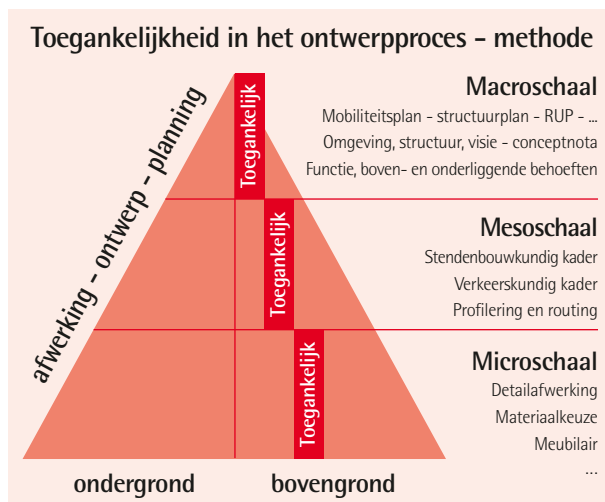 Toegankelijkheid in het ontwerpproces - methode
afwerking - ontwerp - planning
Toegankelijk
Macroschaal
Mobiliteitsplan - structuurplan - RUP - ...
Omgeving, structuur, visie - conceptnota
Functie, boven- en onderliggende behoeften
Toegankelijk
Mesoschaal
Stendenbouwkundig kader
Verkeerskundig kader
Profilering en routing
Toegankelijk
Microschaal
Detailafwerking
Materiaalkeuze
Meubilair
...
ondergrond
bovengrond